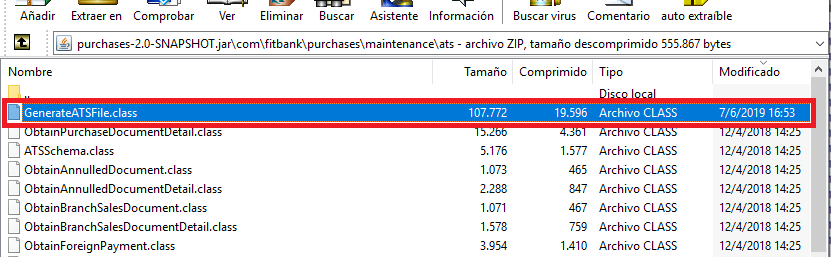 Añadir Extraer en Comprobar Ver Eliminar Buscar Asistente Información Buscar virus Comentario auto extraíble
purchases-2.0-SNAPSHOT.jar\com\fitbank\purchases\maintenance\ats - archivo ZIP, tamaño descomprimido 555.867 bytes
Nombre Tamaño Comprimido Tipo Modificado
Disco local
GenerateATSFile.class 107.772 19.596 Archivo CLASS 7/6/2019 16:53
ObtainPurchaseDocumentDetail.class 15.266 4.361 Archivo CLASS 12/4/2018 14:25
ATSSchema.class 5.176 1.577 Archivo CLASS 12/4/2018 14:25
ObtainAnnulledDocument.class 1.073 465 Archivo CLASS 12/4/2018 14:25
ObtainAnnulledDocumentDetail.class 2.288 847 Archivo CLASS 12/4/2018 14:25
ObtainBranchSalesDocument.class 1.071 467 Archivo CLASS 12/4/2018 14:25
ObtainBranchSalesDocumentDetail.class 1.578 759 Archivo CLASS 12/4/2018 14:25
ObtainForeignPayment.class 3.954 1.410 Archivo CLASS 12/4/2018 14:25